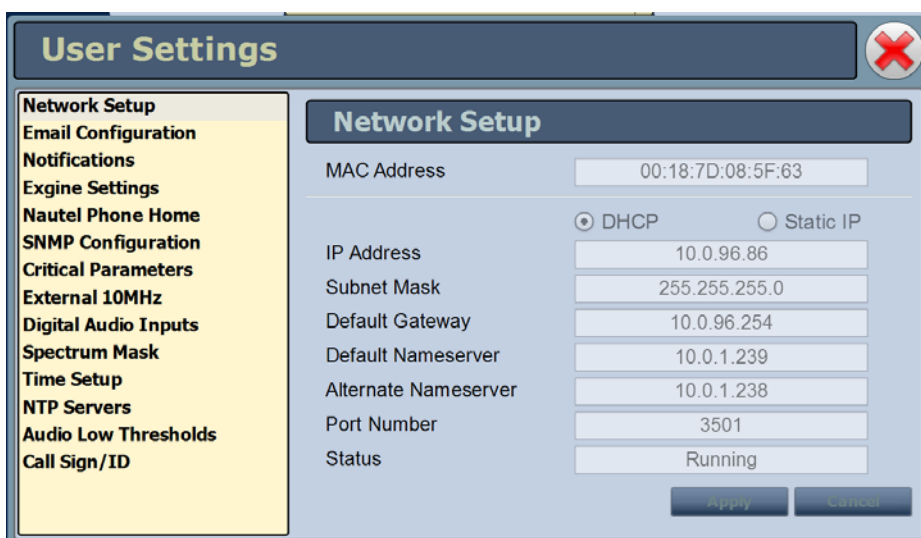 User Settings
Network Setup
Email Configuration
Notifications
Exgine Settings
Nautel Phone Home
SNMP Configuration
Critical Parameters
External 10MHz
Digital Audio Inputs
Spectrum Mask
Time Setup
NTP Servers
Audio Low Thresholds
Call Sign/ID
Network Setup
MAC Address 00:18:7D:08:5F:63
DHCP Static IP
IP Address 10.0.96.86
Subnet Mask 255.255.255.0
Default Gateway 10.0.96.254
Default Nameserver 10.0.1.239
Alternate Nameserver 10.0.1.238
Port Number 3501
Status Running
Apply Cancel